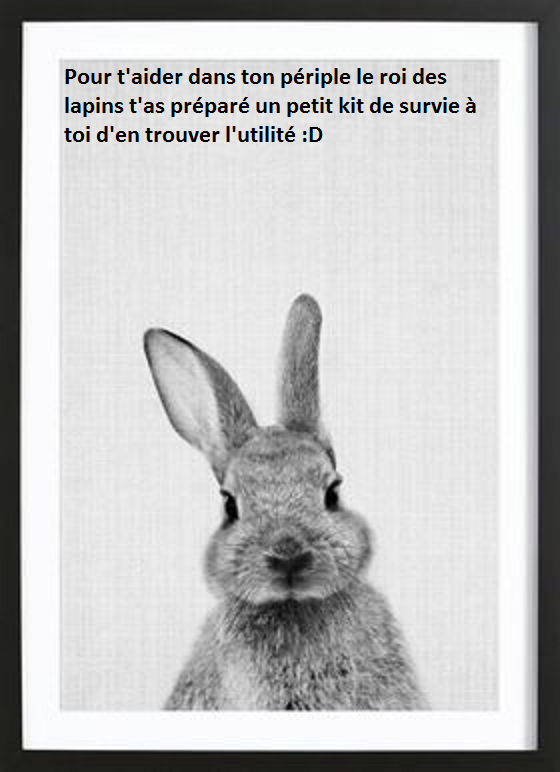 Pour t'aider dans ton périple le roi des
lapins t'as préparé un petit kit de survie à
toi d'en trouver l'utilité :D